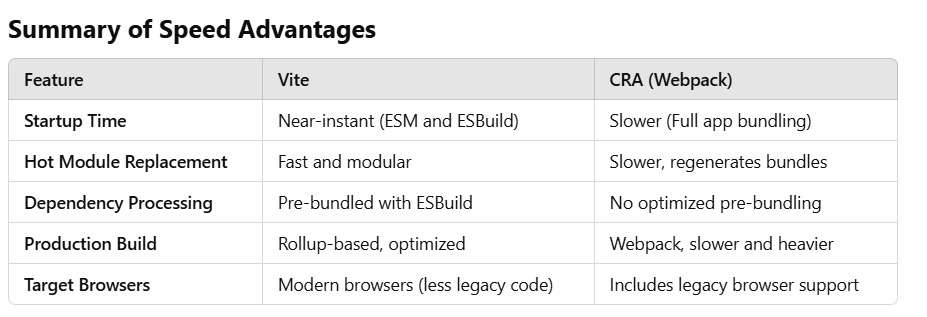 Summary of Speed Advantages
Feature Vite CRA (Webpack)
Startup Time Near-instant (ESM and ESBuild) Slower (Full app bundling)
Hot Module Replacement Fast and modular Slower, regenerates bundles
Dependency Processing Pre-bundled with ESBuild No optimized pre-bundling
Production Build Rollup-based, optimized Webpack, slower and heavier
Target Browsers Modern browsers (less legacy code) Includes legacy browser support